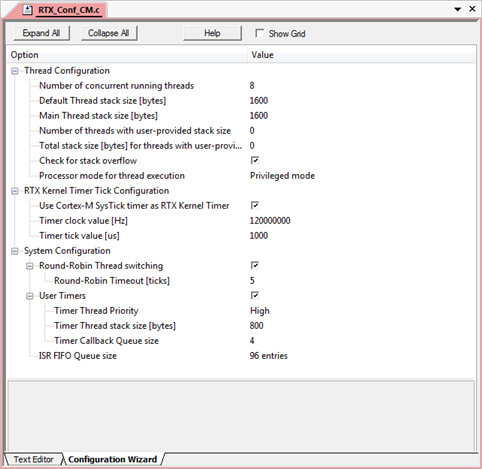 RTX_Conf_CM.c
Expand All Collapse All Help Show Grid
Option Value
Thread Configuration
Number of concurrent running threads 8
Default Thread stack size [bytes] 1600
Main Thread stack size [bytes] 1600
Number of threads with user-provided stack size 0
Total stack size [bytes] for threads with user-provi... 0
Check for stack overflow
Processor mode for thread execution Privileged mode
RTX Kernel Timer Tick Configuration
Use Cortex-M SysTick timer as RTX Kernel Timer
Timer clock value [Hz] 120000000
Timer tick value [us] 1000
System Configuration
Round-Robin Thread switching
Round-Robin Timeout [ticks] 5
User Timers
Timer Thread Priority High
Timer Thread stack size [bytes] 800
Timer Callback Queue size 4
ISR FIFO Queue size 96 entries
Text Editor Configuration Wizard